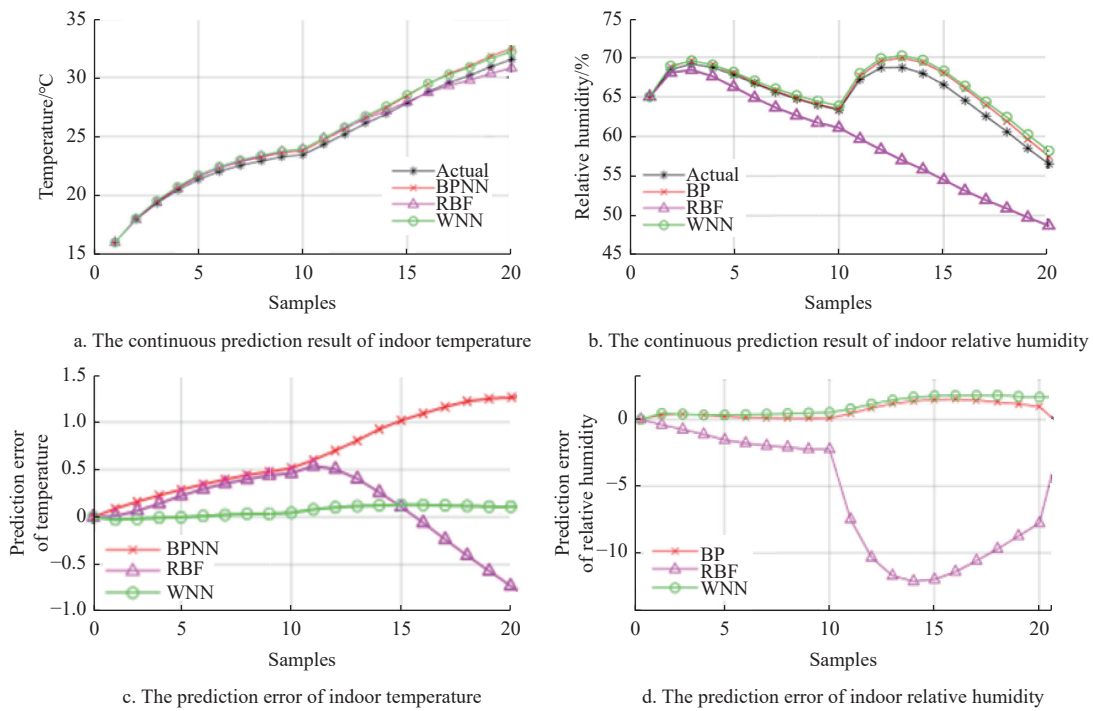 35
30
25
20
15
Temperature/°C
0
5
10
15
20
Samples
Actual
BPNN
RBF
WNN
a. The continuous prediction result of indoor temperature
75
70
65
60
55
50
45
Relative humidity/%
0
5
10
15
20
Samples
Actual
BP
RBF
WNN
b. The continuous prediction result of indoor relative humidity
1.5
1.0
0.5
0
−0.5
−1.0
Prediction error
of temperature
0
5
10
15
20
Samples
BPNN
RBF
WNN
c. The prediction error of indoor temperature
0
−5
−10
Prediction error
of relative humidity
0
5
10
15
20
Samples
BP
RBF
WNN
d. The prediction error of indoor relative humidity